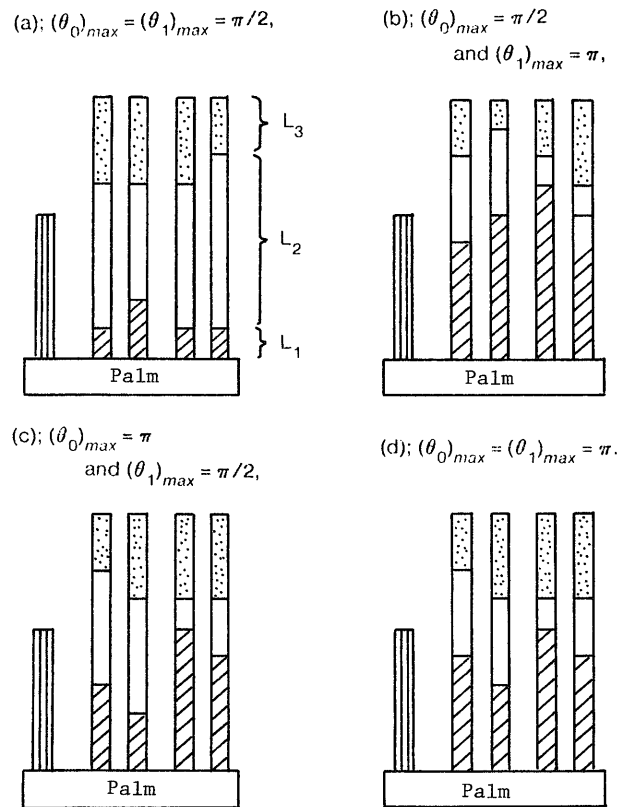 (a); (θ₀)max = (θ₁)max = π/2,
L₃
L₂
L₁
Palm
(b); (θ₀)max = π/2
and (θ₁)max = π,
Palm
(c); (θ₀)max = π
and (θ₁)max = π/2,
Palm
(d); (θ₀)max = (θ₁)max = π.
Palm